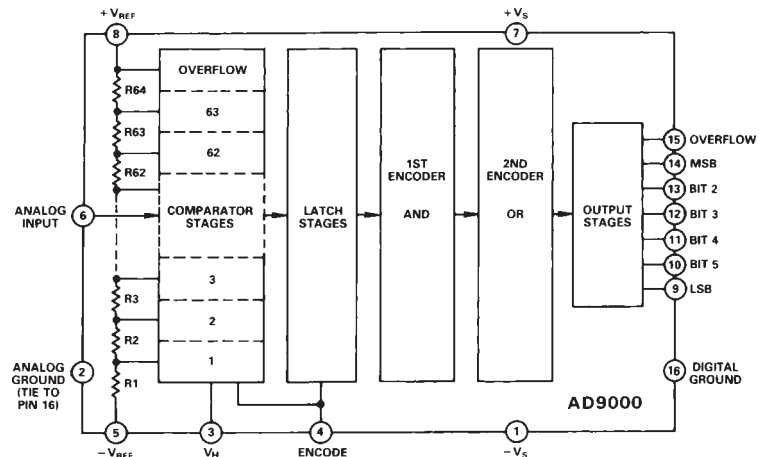 + VREF
+ VS
8
7
OVERFLOW
R64
63
R63
62
R62
1ST ENCODER AND
2ND ENCODER OR
15 OVERFLOW
14 MSB
13 BIT 2
12 BIT 3
11 BIT 4
10 BIT 5
9 LSB
ANALOG INPUT
6
COMPARATOR STAGES
LATCH STAGES
OUTPUT STAGES
3
R3
2
R2
1
R1
ANALOG GROUND (TIE TO PIN 16)
2
16
DIGITAL GROUND
AD9000
5
3
4
1
– VREF
VH
ENCODE
– VS